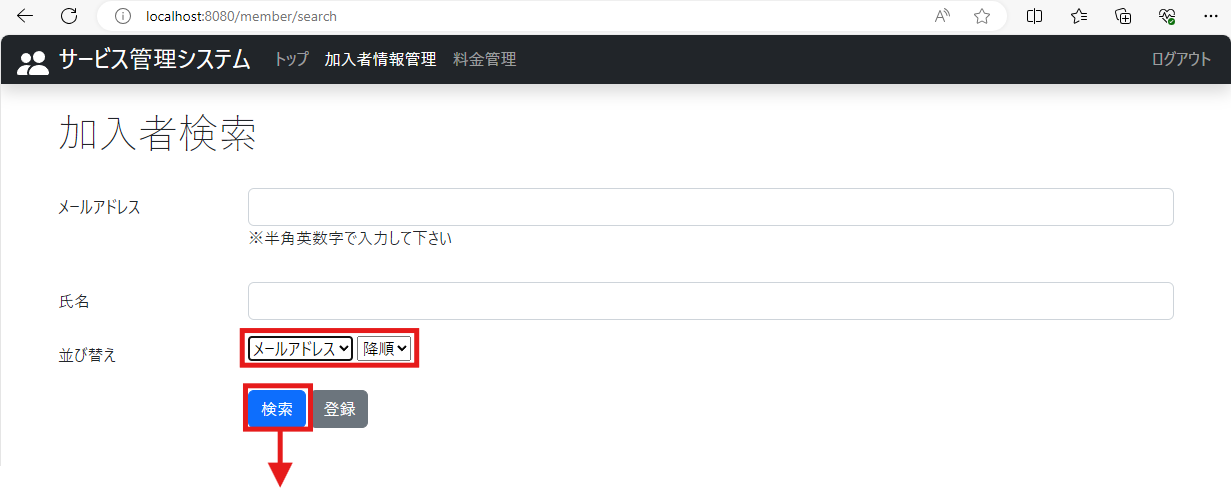 localhost:8080/member/search
サービス管理システム トップ 加入者情報管理 料金管理 ログアウト
加入者検索
メールアドレス
※半角英数字で入力して下さい
氏名
並び替え メールアドレス 降順
検索 登録